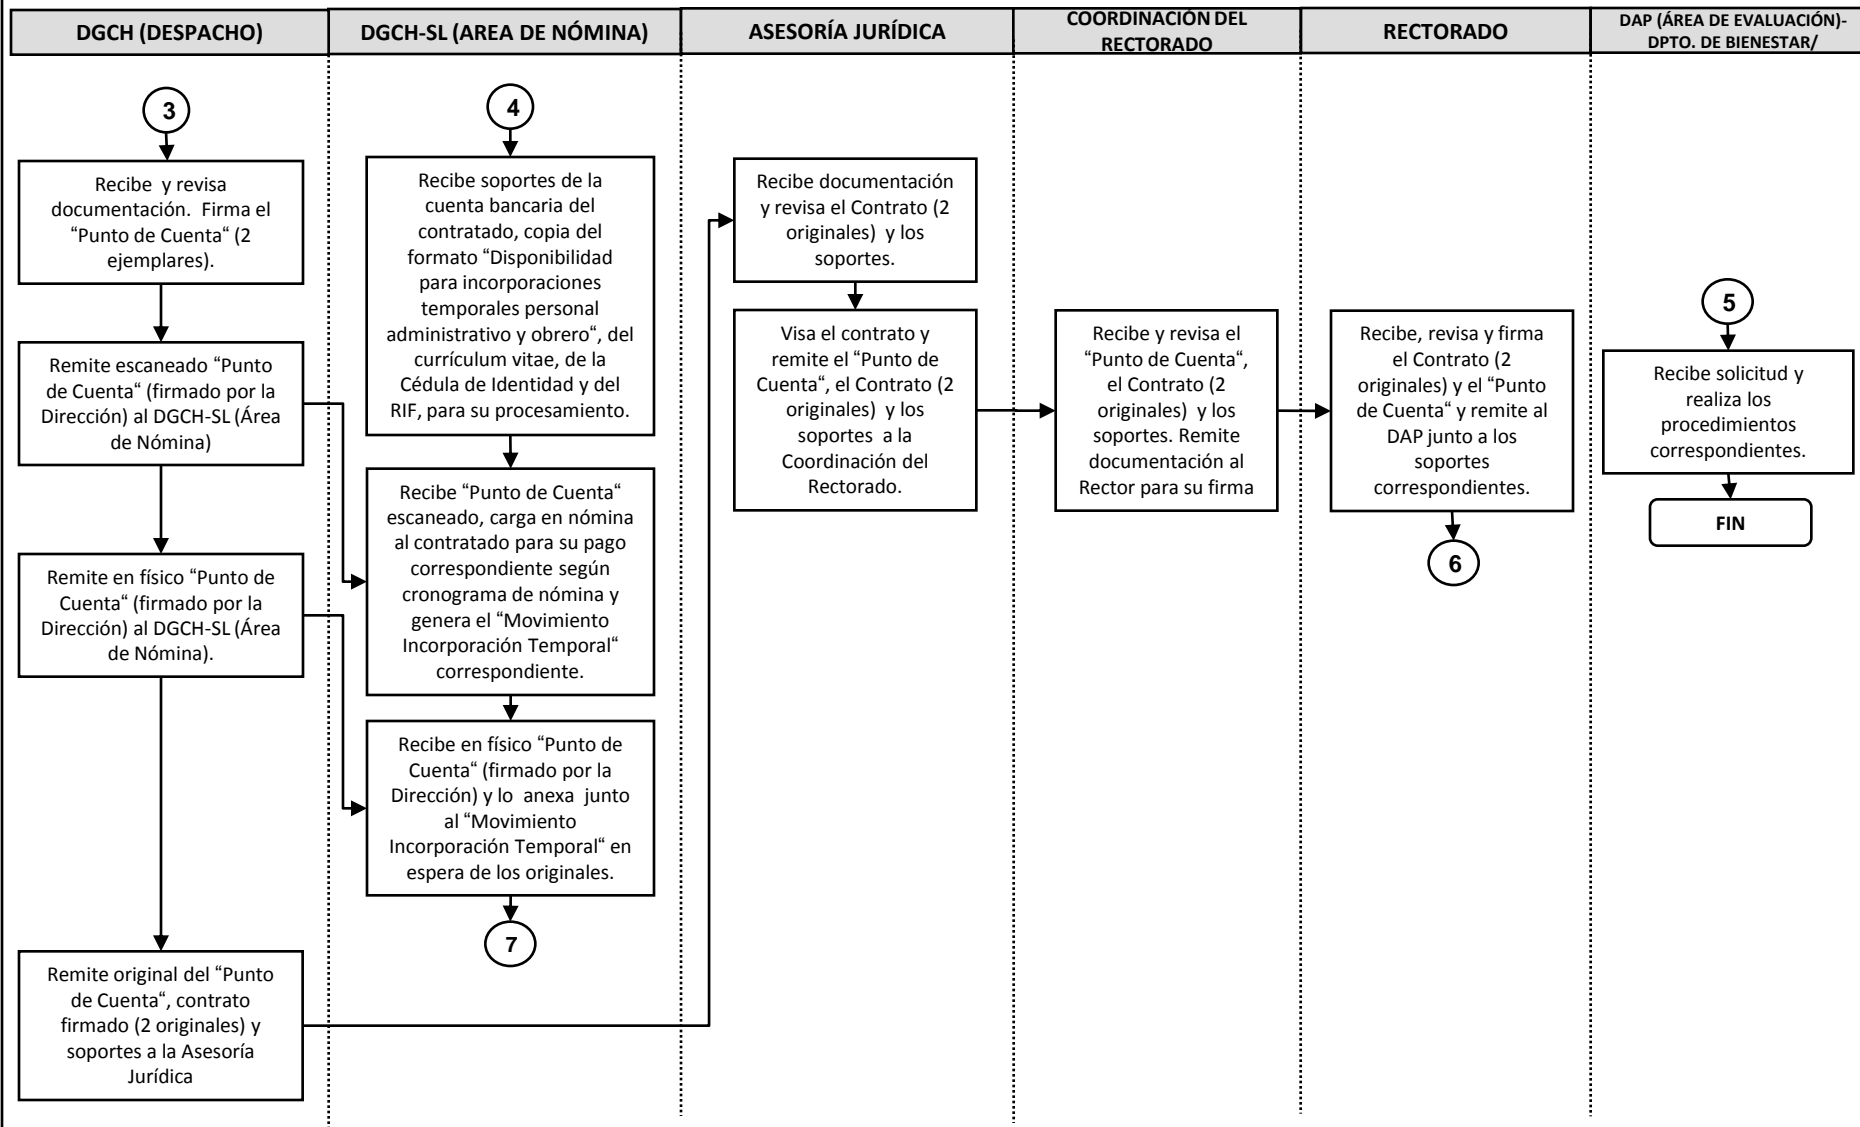 DGCH (DESPACHO)
DGCH-SL (AREA DE NÓMINA)
ASESORÍA JURÍDICA
COORDINACIÓN DEL
RECTORADO
RECTORADO
DAP (ÁREA DE EVALUACIÓN)-
DPTO. DE BIENESTAR/
3
Recibe y revisa
documentación. Firma el
“Punto de Cuenta“ (2
ejemplares).
Remite escaneado “Punto
de Cuenta“ (firmado por la
Dirección) al DGCH-SL (Área
de Nómina)
Remite en físico “Punto de
Cuenta“ (firmado por la
Dirección) al DGCH-SL (Área
de Nómina).
Remite original del “Punto
de Cuenta“, contrato
firmado (2 originales) y
soportes a la Asesoría
Jurídica
4
Recibe soportes de la
cuenta bancaria del
contratado, copia del
formato “Disponibilidad
para incorporaciones
temporales personal
administrativo y obrero“, del
currículum vitae, de la
Cédula de Identidad y del
RIF, para su procesamiento.
Recibe “Punto de Cuenta“
escaneado, carga en nómina
al contratado para su pago
correspondiente según
cronograma de nómina y
genera el “Movimiento
Incorporación Temporal“
correspondiente.
Recibe en físico “Punto de
Cuenta“ (firmado por la
Dirección) y lo anexa junto
al “Movimiento
Incorporación Temporal“ en
espera de los originales.
7
Recibe documentación
y revisa el Contrato (2
originales) y los
soportes.
Visa el contrato y
remite el “Punto de
Cuenta“, el Contrato (2
originales) y los
soportes a la
Coordinación del
Rectorado.
Recibe y revisa el
“Punto de Cuenta“,
el Contrato (2
originales) y los
soportes. Remite
documentación al
Rector para su firma
Recibe, revisa y firma
el Contrato (2
originales) y el “Punto
de Cuenta“ y remite al
DAP junto a los
soportes
correspondientes.
6
5
Recibe solicitud y
realiza los
procedimientos
correspondientes.
FIN